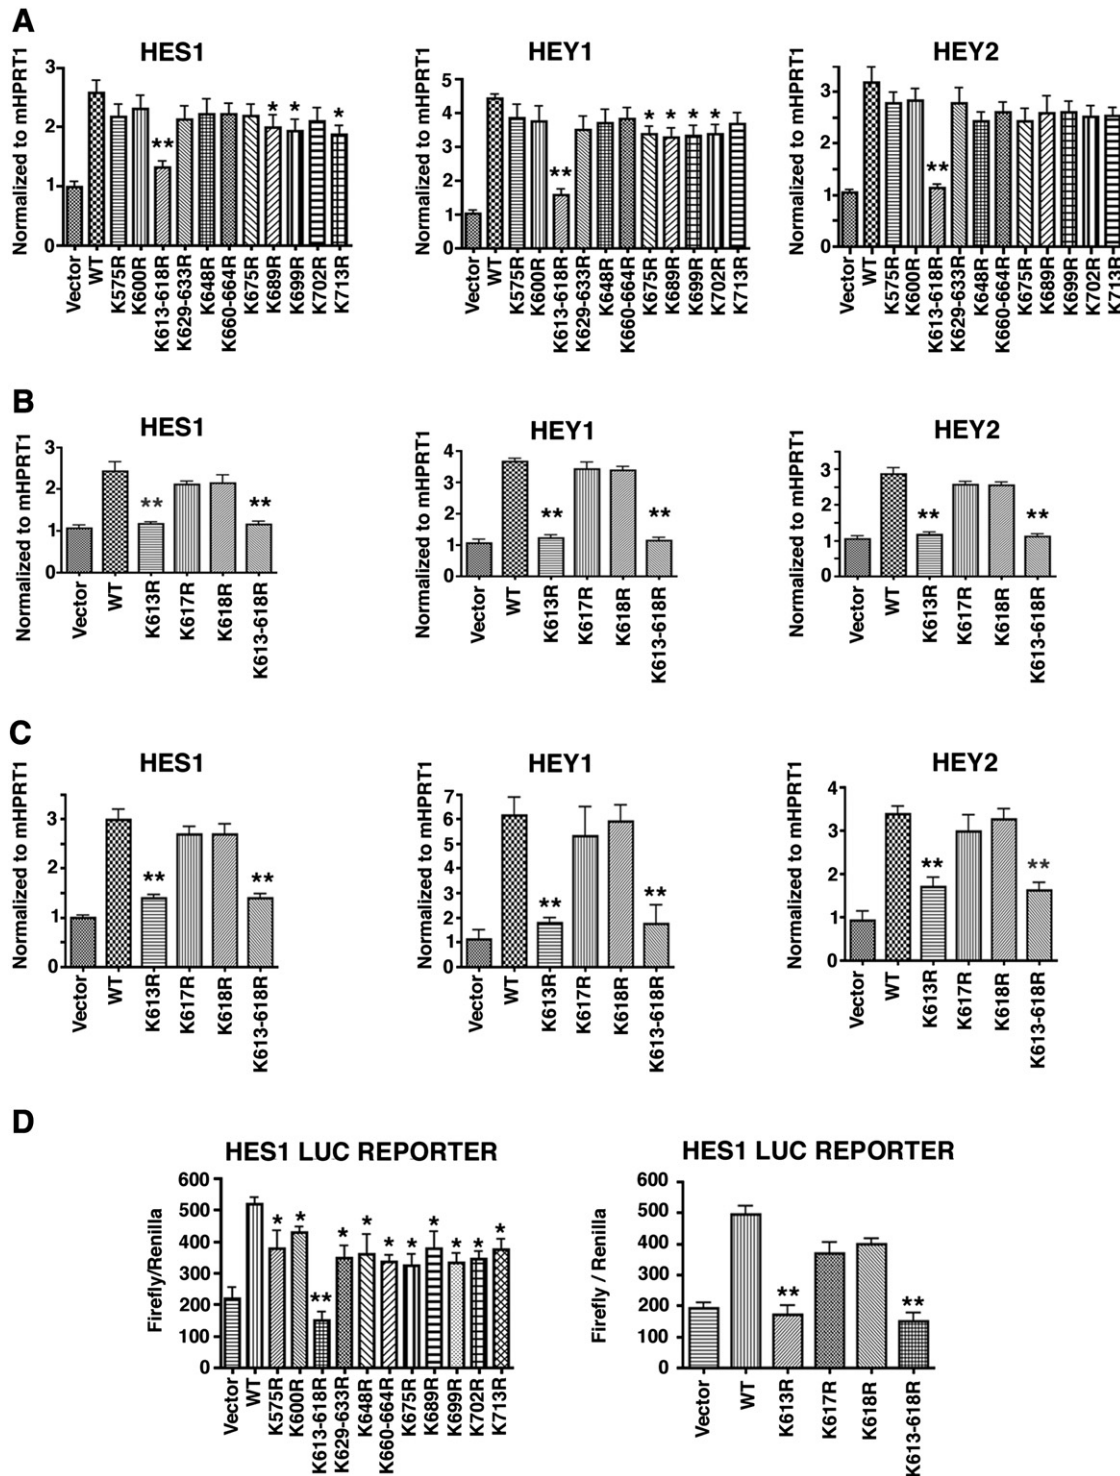 A
HES1
Normalized to mHPRT1
3
2
1
0
** * * *
Vector WT K575R K600R K613-618R K629-633R K648R K660-664R K675R K689R K699R K702R K713R
HEY1
Normalized to mHPRT1
5
4
3
2
1
0
** * * * *
Vector WT K575R K600R K613-618R K629-633R K648R K660-664R K675R K689R K699R K702R K713R
HEY2
Normalized to mHPRT1
3
2
1
0
**
Vector WT K575R K600R K613-618R K629-633R K648R K660-664R K675R K689R K699R K702R K713R
B
HES1
Normalized to mHPRT1
3
2
1
0
** **
Vector WT K613R K617R K618R K613-618R
HEY1
Normalized to mHPRT1
4
3
2
1
0
** **
Vector WT K613R K617R K618R K613-618R
HEY2
Normalized to mHPRT1
3
2
1
0
** **
Vector WT K613R K617R K618R K613-618R
C
HES1
Normalized to mHPRT1
3
2
1
0
** **
Vector WT K613R K617R K618R K613-618R
HEY1
Normalized to mHPRT1
7
6
5
4
3
2
1
0
** **
Vector WT K613R K617R K618R K613-618R
HEY2
Normalized to mHPRT1
4
3
2
1
0
** **
Vector WT K613R K617R K618R K613-618R
D
HES1 LUC REPORTER
Firefly/Renilla
600
500
400
300
200
100
0
* * ** * * * * * * * *
Vector WT K575R K600R K613-618R K629-633R K648R K660-664R K675R K689R K699R K702R K713R
HES1 LUC REPORTER
Firefly / Renilla
600
500
400
300
200
100
0
** **
Vector WT K613R K617R K618R K613-618R